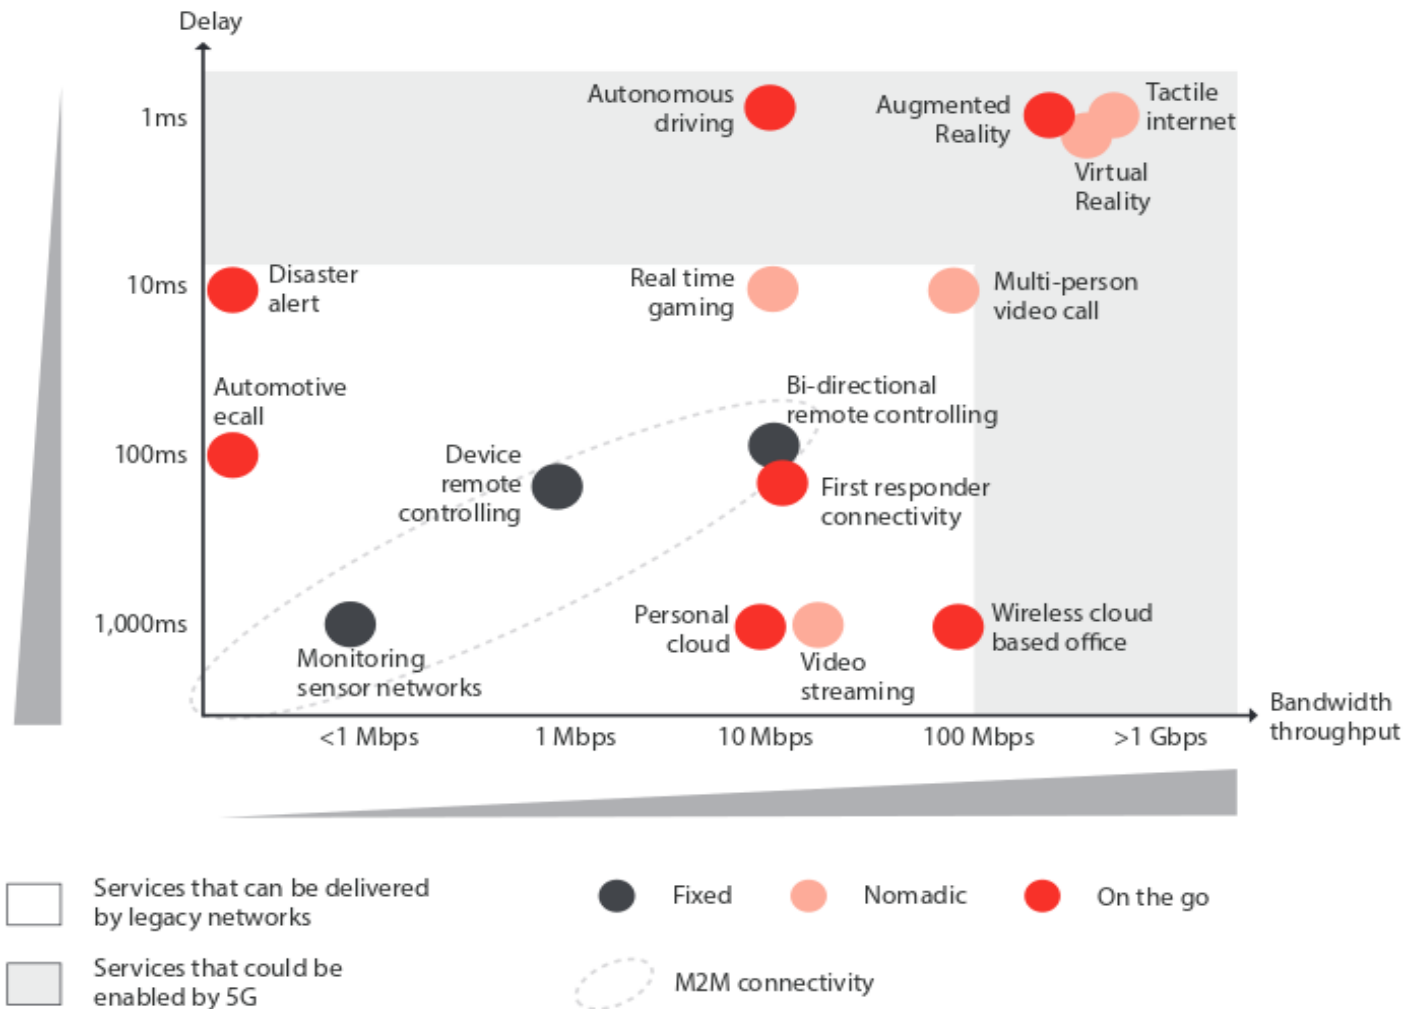 Delay
Autonomous
driving
Augmented
Reality
Tactile
internet
1ms
Virtual
Reality
10ms
Disaster
alert
Real time
gaming
Multi-person
video call
Automotive
ecall
Bi-directional
remote controlling
100ms
Device
remote
controlling
First responder
connectivity
1,000ms
Personal
cloud
Wireless cloud
based office
Monitoring
sensor networks
Video
streaming
Bandwidth
throughput
<1 Mbps
1 Mbps
10 Mbps
100 Mbps
>1 Gbps
Services that can be delivered
by legacy networks
Fixed
Nomadic
On the go
Services that could be
enabled by 5G
M2M connectivity